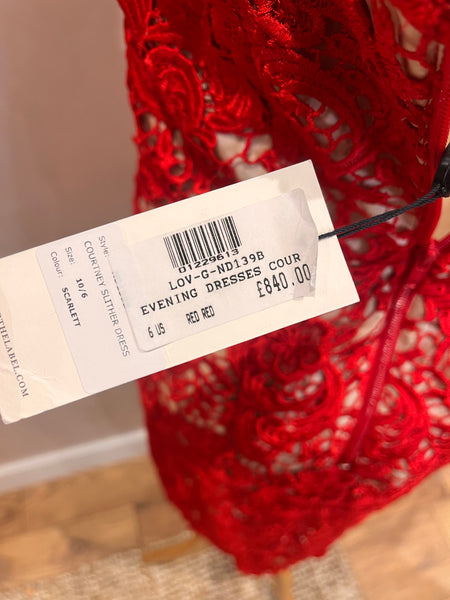 Style:
COURTNEY SLITHER DRESS
Size:
10/6
Colour:
SCARLETT
THELABEL.COM
01229613
LOV-G-ND139B
EVENING DRESSES COUR
£840.00
6 US RED RED